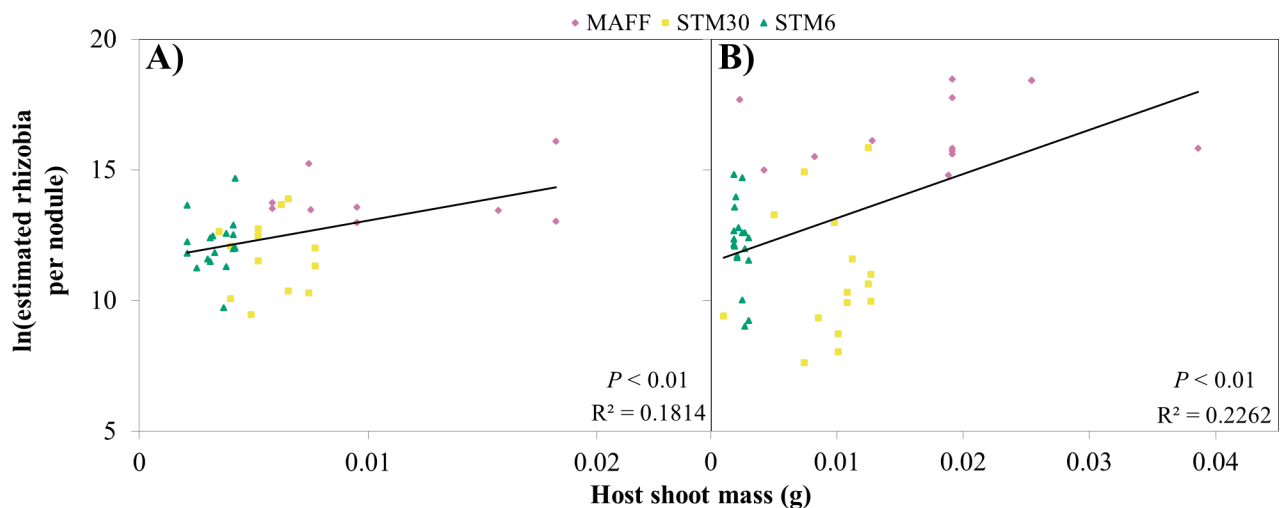 MAFF STM30 STM6
A)
B)
ln(estimated rhizobia
per nodule)
20
15
10
5
P < 0.01
R² = 0.1814
P < 0.01
R² = 0.2262
0 0.01 0.02 0 0.01 0.02 0.03 0.04
Host shoot mass (g)